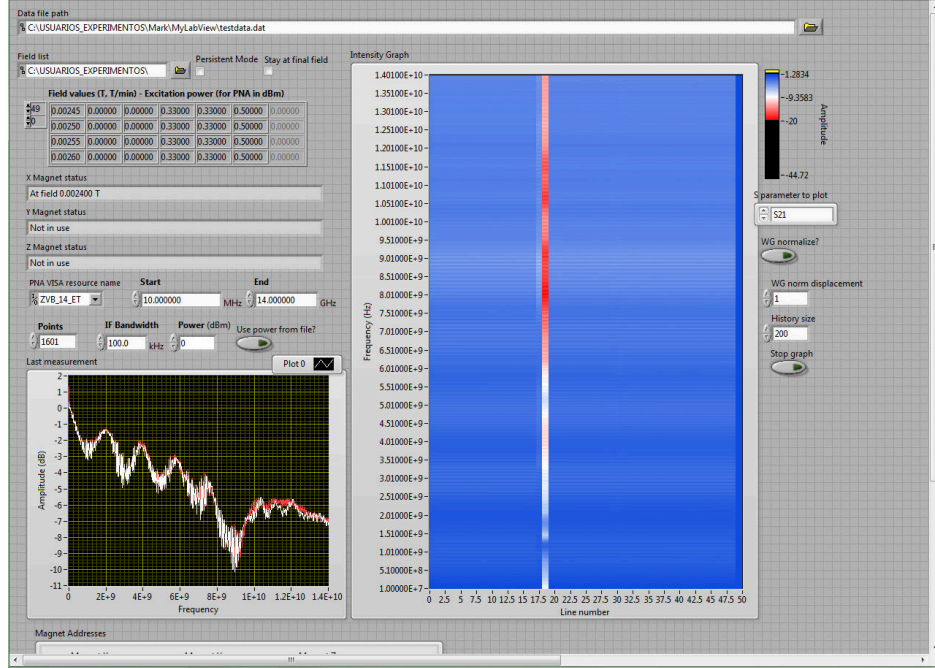 Data file path
C:\USUARIOS_EXPERIMENTOS\Mark\MyLabView\testdata.dat
Field list
Persistent Mode Stay at final field
C:\USUARIOS_EXPERIMENTOS\
Field values (T, T/min) - Excitation power (for PNA in dBm)
49 0.00245 0.00000 0.00000 0.33000 0.33000 0.50000 0.00000
0 0.00250 0.00000 0.00000 0.33000 0.33000 0.50000 0.00000
0.00255 0.00000 0.00000 0.33000 0.33000 0.50000 0.00000
0.00260 0.00000 0.00000 0.33000 0.33000 0.50000 0.00000
X Magnet status
At field 0.002400 T
Y Magnet status
Not in use
Z Magnet status
Not in use
PNA VISA resource name Start End
ZVB_14_ET 10.000000 MHz 14.000000 GHz
Points IF Bandwidth Power (dBm) Use power from file?
1601 100.0 kHz 0
Last measurement
Plot 0
2
1
0
-1
-2
-3
-4
-5
-6
-7
-8
-9
-10
-11
Amplitude (dB)
0 2E+9 4E+9 6E+9 8E+9 1E+10 1.2E+10 1.4E+10
Frequency
Magnet Addresses
Intensity Graph
1.40100E+10
1.35100E+10
1.30100E+10
1.25100E+10
1.20100E+10
1.15100E+10
1.10100E+10
1.05100E+10
1.00100E+10
9.51000E+9
9.01000E+9
8.51000E+9
8.01000E+9
7.51000E+9
7.01000E+9
6.51000E+9
6.01000E+9
5.51000E+9
5.01000E+9
4.51000E+9
4.01000E+9
3.51000E+9
3.01000E+9
2.51000E+9
2.01000E+9
1.51000E+9
1.01000E+9
5.10000E+8
1.00000E+7
Frequency (Hz)
0 2.5 5 7.5 10 12.5 15 17.5 20 22.5 25 27.5 30 32.5 35 37.5 40 42.5 45 47.5 50
Line number
-1.2834
-9.3583
-20
-44.72
Amplitude
S parameter to plot
S21
WG normalize?
WG norm displacement
1
History size
200
Stop graph